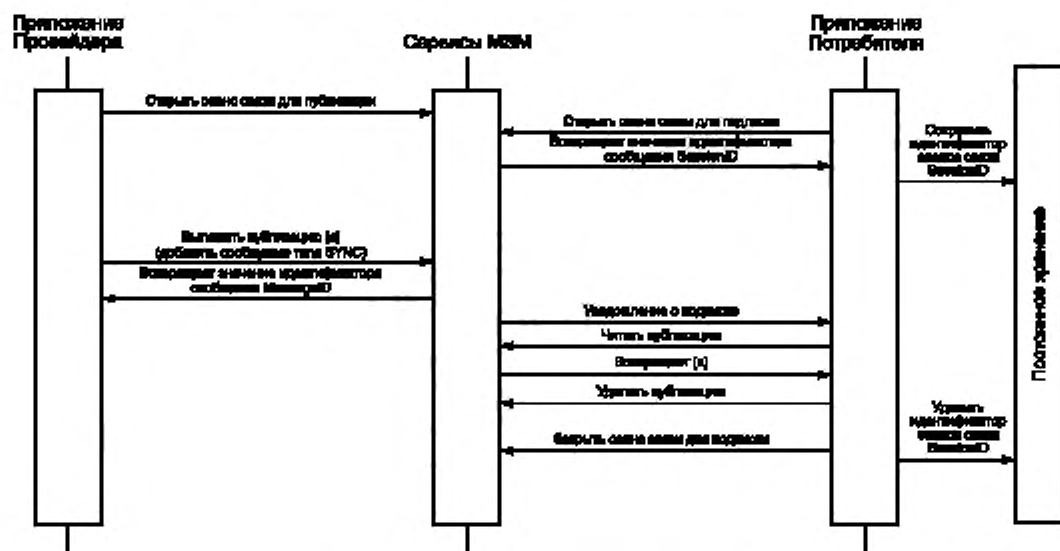 Приложение
Провайдера
Сервисы MSM
Приложение
Потребителя
Открыть сеанс связи для публикации
Открыть сеанс связи для подписки
Возвращает значение идентификатора
сообщения SessionID
Сохранить
идентификатор
сеанса связи
SessionID
Выложить публикацию [a]
(добавить сообщение типа SYNC)
Возвращает значение идентификатора
сообщения MessageID
Уведомление о подписке
Читать публикацию
Возвращает [a]
Удалить публикацию
Закрыть сеанс связи для подписки
Удалить
идентификатор
сеанса связи
SessionID
Постоянное хранение